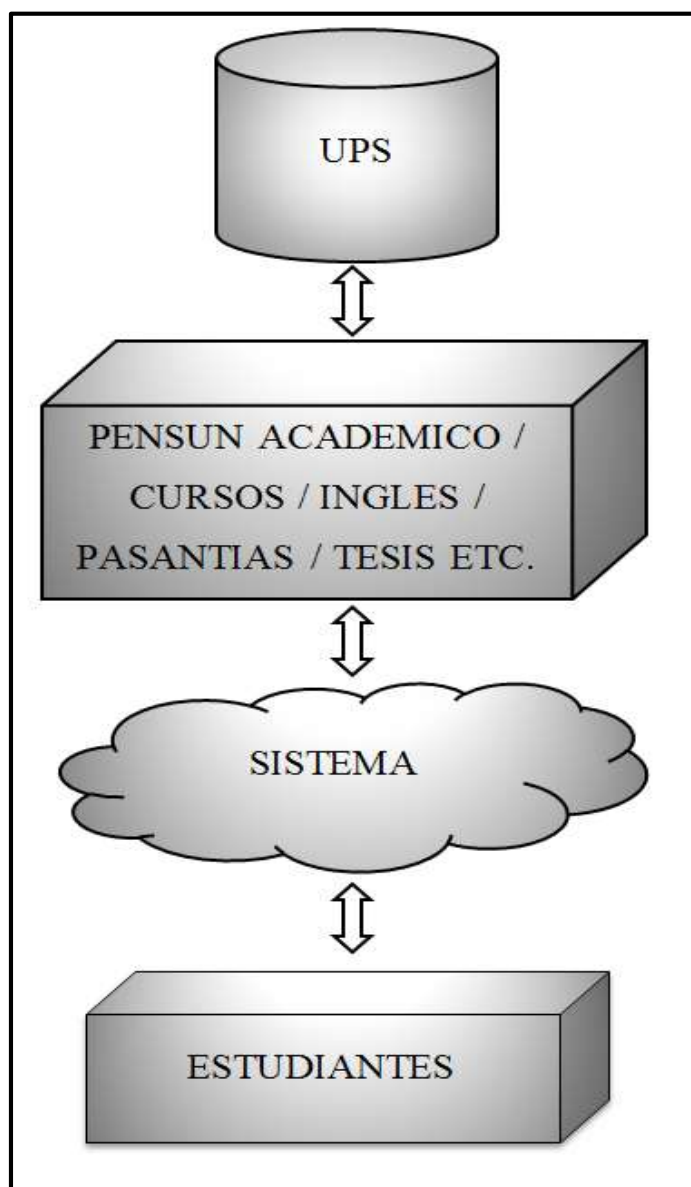 UPS
PENSUN ACADEMICO /
CURSOS / INGLES /
PASANTIAS / TESIS ETC.
SISTEMA
ESTUDIANTES